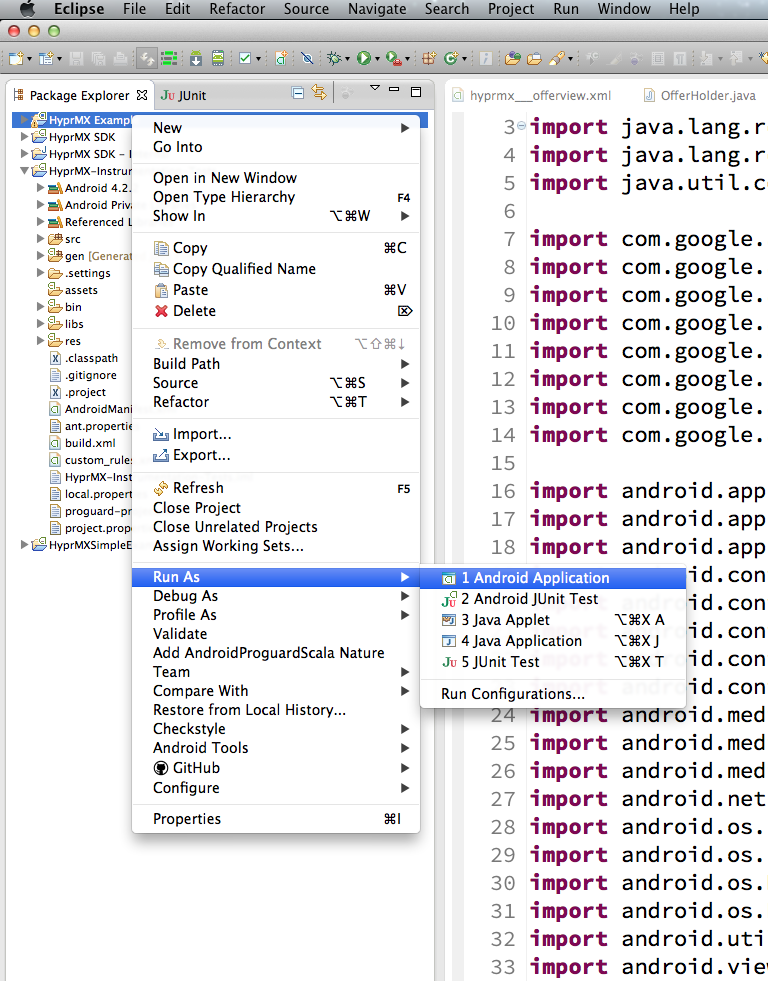 Eclipse File Edit Refactor Source Navigate Search Project Run Window Help
Package Explorer JUnit
hyprmx___offerview.xml OfferHolder.java
HyprMX Examp
HyprMX SDK
HyprMX SDK –
HyprMX-Instru
Android 4.2.
Android Priva
Referenced L
src
gen [Genera
.settings
assets
bin
libs
res
.classpath
.gitignore
.project
AndroidMani
ant.propertie
build.xml
custom_rules
HyprMX-Inst
local.propert
proguard-pr
project.prope
HyprMXSimpleE
New
Go Into
Open in New Window
Open Type Hierarchy F4
Show In ⌥⌘W
Copy ⌘C
Copy Qualified Name
Paste ⌘V
Delete ⌦
Remove from Context ⌥⇧⌘↓
Build Path
Source ⌥⌘S
Refactor ⌥⌘T
Import...
Export...
Refresh F5
Close Project
Close Unrelated Projects
Assign Working Sets...
Run As
Debug As
Profile As
Validate
Add AndroidProguardScala Nature
Team
Compare With
Restore from Local History...
Checkstyle
Android Tools
GitHub
Configure
Properties ⌘I
1 Android Application
2 Android JUnit Test
3 Java Applet ⌥⌘X A
4 Java Application ⌥⌘X J
5 JUnit Test ⌥⌘X T
Run Configurations...
3 import java.lang.r
4 import java.lang.r
5 import java.util.c
6
7 import com.google.
8 import com.google.
9 import com.google.
10 import com.google.
11 import com.google.
12 import com.google.
13 import com.google.
14 import com.google.
15
16 import android.app
17 import android.app
18 import android.app
d.con
d.con
d.con
d.con
d.con
24 import android.med
25 import android.med
26 import android.med
27 import android.net
28 import android.os.
29 import android.os.
30 import android.os.
31 import android.os.
32 import android.uti
33 import android.view